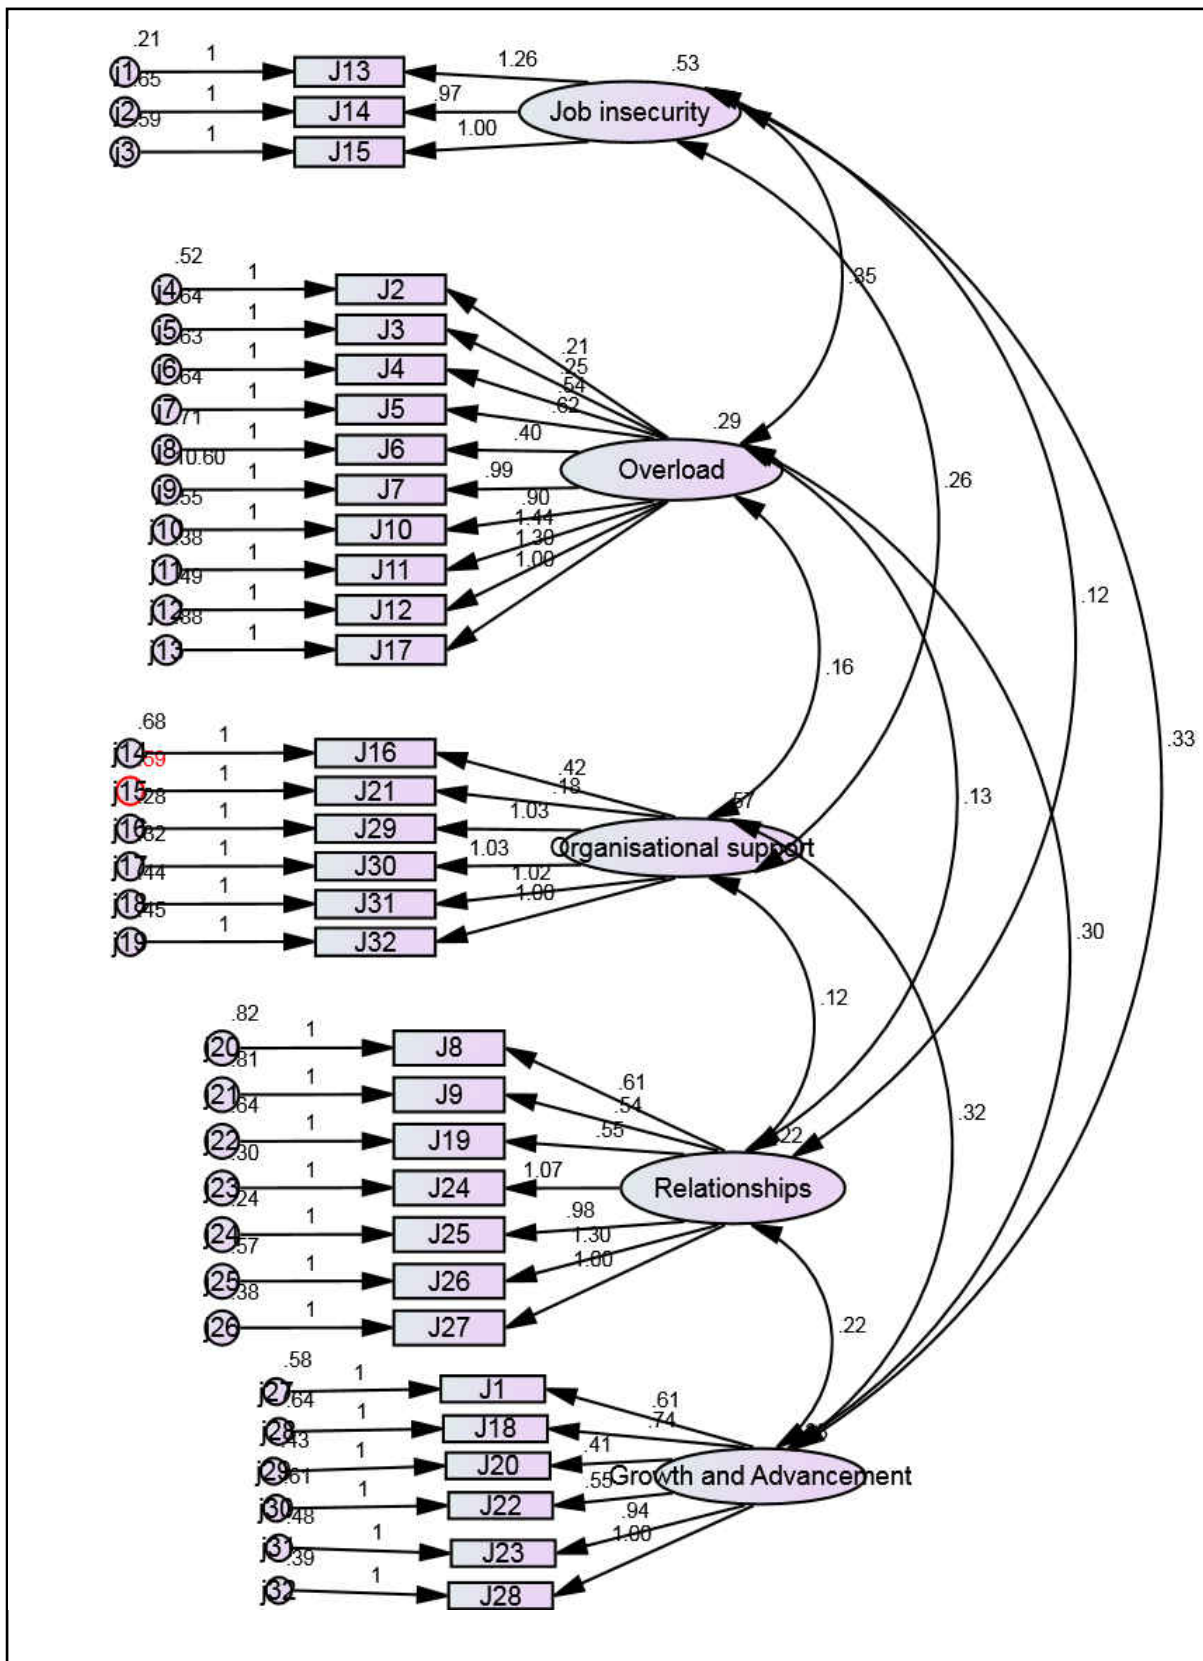 .21
j1 1 J13 1.26 .53
.65
j2 1 J14 .97 Job insecurity
.59
j3 1 J15 1.00
.52
j4 1 J2 .35
.64
j5 1 J3 .21
.63
j6 1 J4 .25
.64 .54
j7 1 J5 .62
.71 .29
j8 1 J6 .40
10.60 Overload .26
j9 1 J7 .99
.55 .90
j10 1 J10 1.44
.38 1.30
j11 1 J11 1.00
.49
j12 1 J12 .12
.88
j13 1 J17 .16
.68
j14 1 J16 .42 .33
.59
j15 1 J21 .18 .57 .13
.28
j16 1 J29 1.03 Organisational support
j17 1 J30 1.03
.44 1.02
j18 1 J31 1.00
.45
j19 1 J32 .30
.82 .12
j20 1 J8 .61
.81
j21 1 J9 .54 .32
.64
j22 1 J19 .55 .22
.30
j23 1 J24 1.07 Relationships
.24
j24 1 J25 .98
.57 1.30
j25 1 J26 1.00
.38
j26 1 J27 .22
.58
j27 1 J1 .61
.64
j28 1 J18 .74
.43
j29 1 J20 .41 Growth and Advancement
.61
j30 1 J22 .55
.48 .94
j31 1 J23 1.00
.39
j32 1 J28